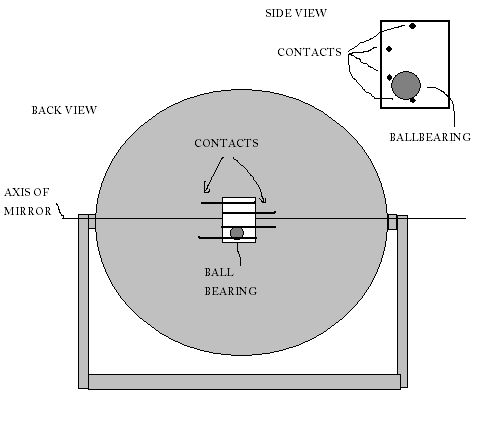 SIDE VIEW
CONTACTS
BALLBEARING
BACK VIEW
CONTACTS
AXIS OF
MIRROR
BALL
BEARING